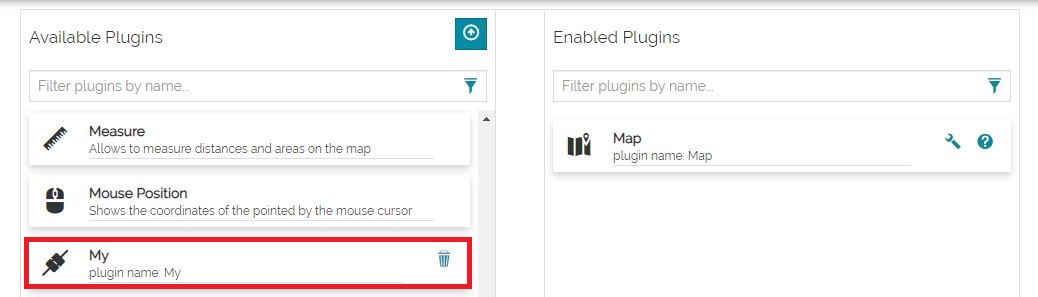 Available Plugins
Filter plugins by name...
Measure
Allows to measure distances and areas on the map
Mouse Position
Shows the coordinates of the pointed by the mouse cursor
My
plugin name: My
Enabled Plugins
Filter plugins by name...
Map
plugin name: Map